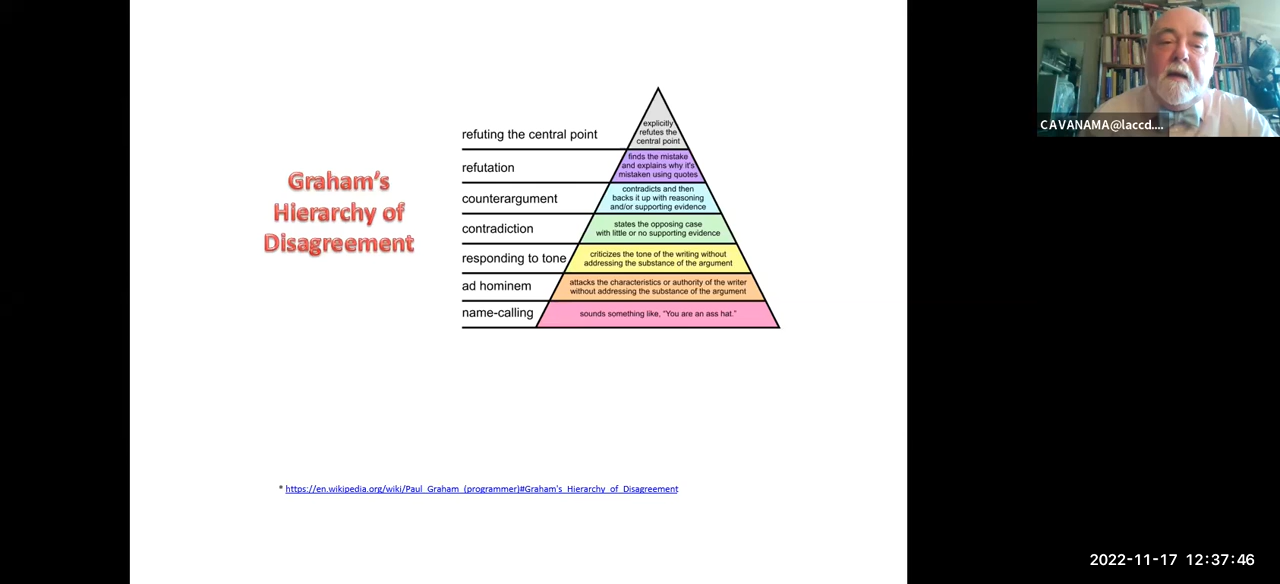 Graham's
Hierarchy of
Disagreement
refuting the central point
explicitly
refutes the
central point
refutation
finds the mistake
and explains why it's
mistaken using quotes
counterargument
contradicts and then
backs it up with reasoning
and/or supporting evidence
contradiction
states the opposing case
with little or no supporting evidence
responding to tone
criticizes the tone of the writing without
addressing the substance of the argument
ad hominem
attacks the characteristics or authority of the writer
without addressing the substance of the argument
name-calling
sounds something like, "You are an ass hat."
* https://en.wikipedia.org/wiki/Paul_Graham_(programmer)#Graham's_Hierarchy_of_Disagreement
CAVANAMA@laccd....
2022-11-17 12:37:46